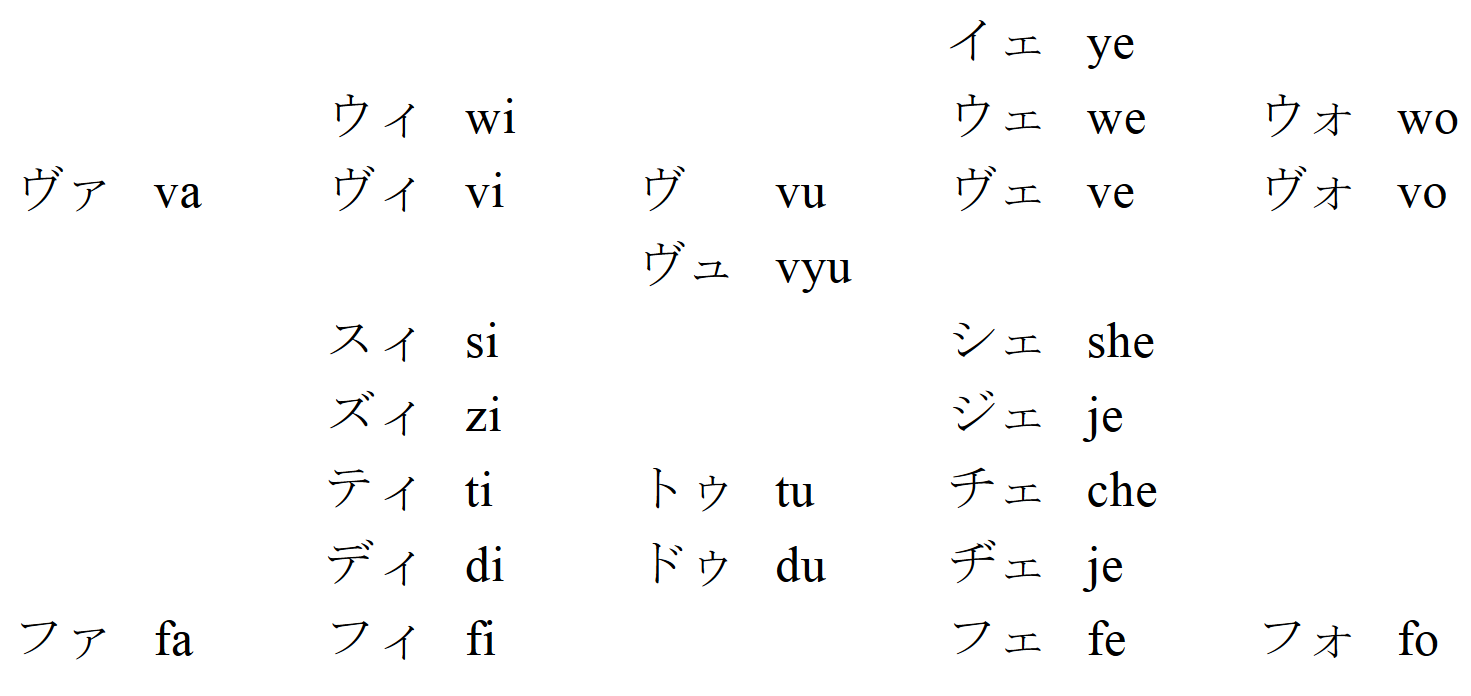 イェ ye
ウィ wi ウェ we ウォ wo
ヴァ va ヴィ vi ヴ vu ヴェ ve ヴォ vo
ヴュ vyu
スィ si シェ she
ズィ zi ジェ je
ティ ti トゥ tu チェ che
ディ di ドゥ du ヂェ je
ファ fa フィ fi フェ fe フォ fo